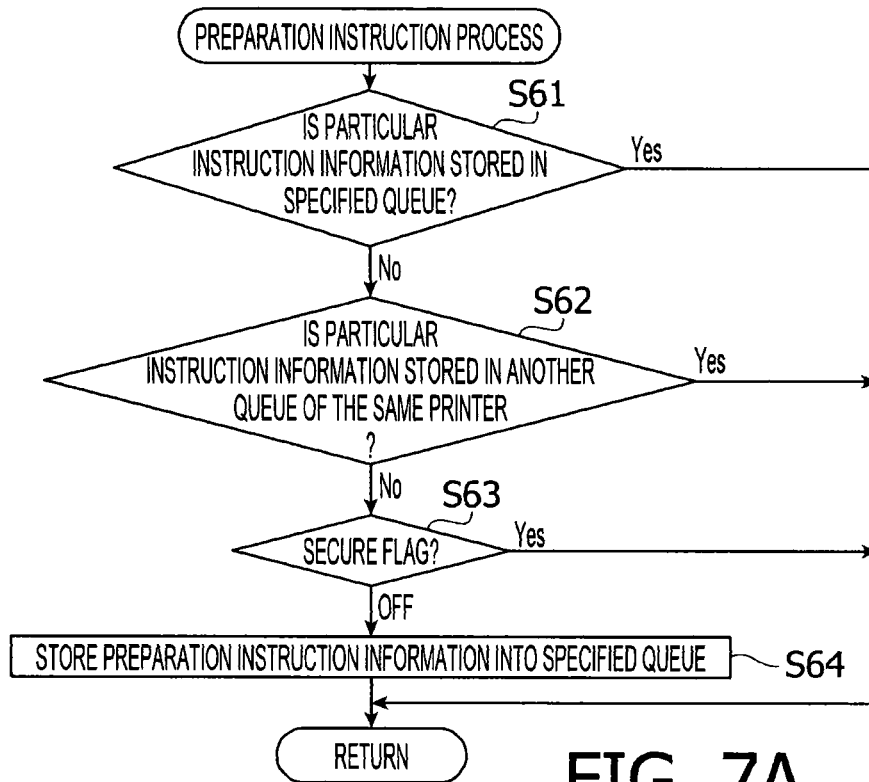 PREPARATION INSTRUCTION PROCESS
S61
IS PARTICULAR
INSTRUCTION INFORMATION STORED IN
SPECIFIED QUEUE?
Yes
No
S62
IS PARTICULAR
INSTRUCTION INFORMATION STORED IN ANOTHER
QUEUE OF THE SAME PRINTER
?
Yes
No
S63
SECURE FLAG?
Yes
OFF
STORE PREPARATION INSTRUCTION INFORMATION INTO SPECIFIED QUEUE
S64
RETURN
FIG. 7A